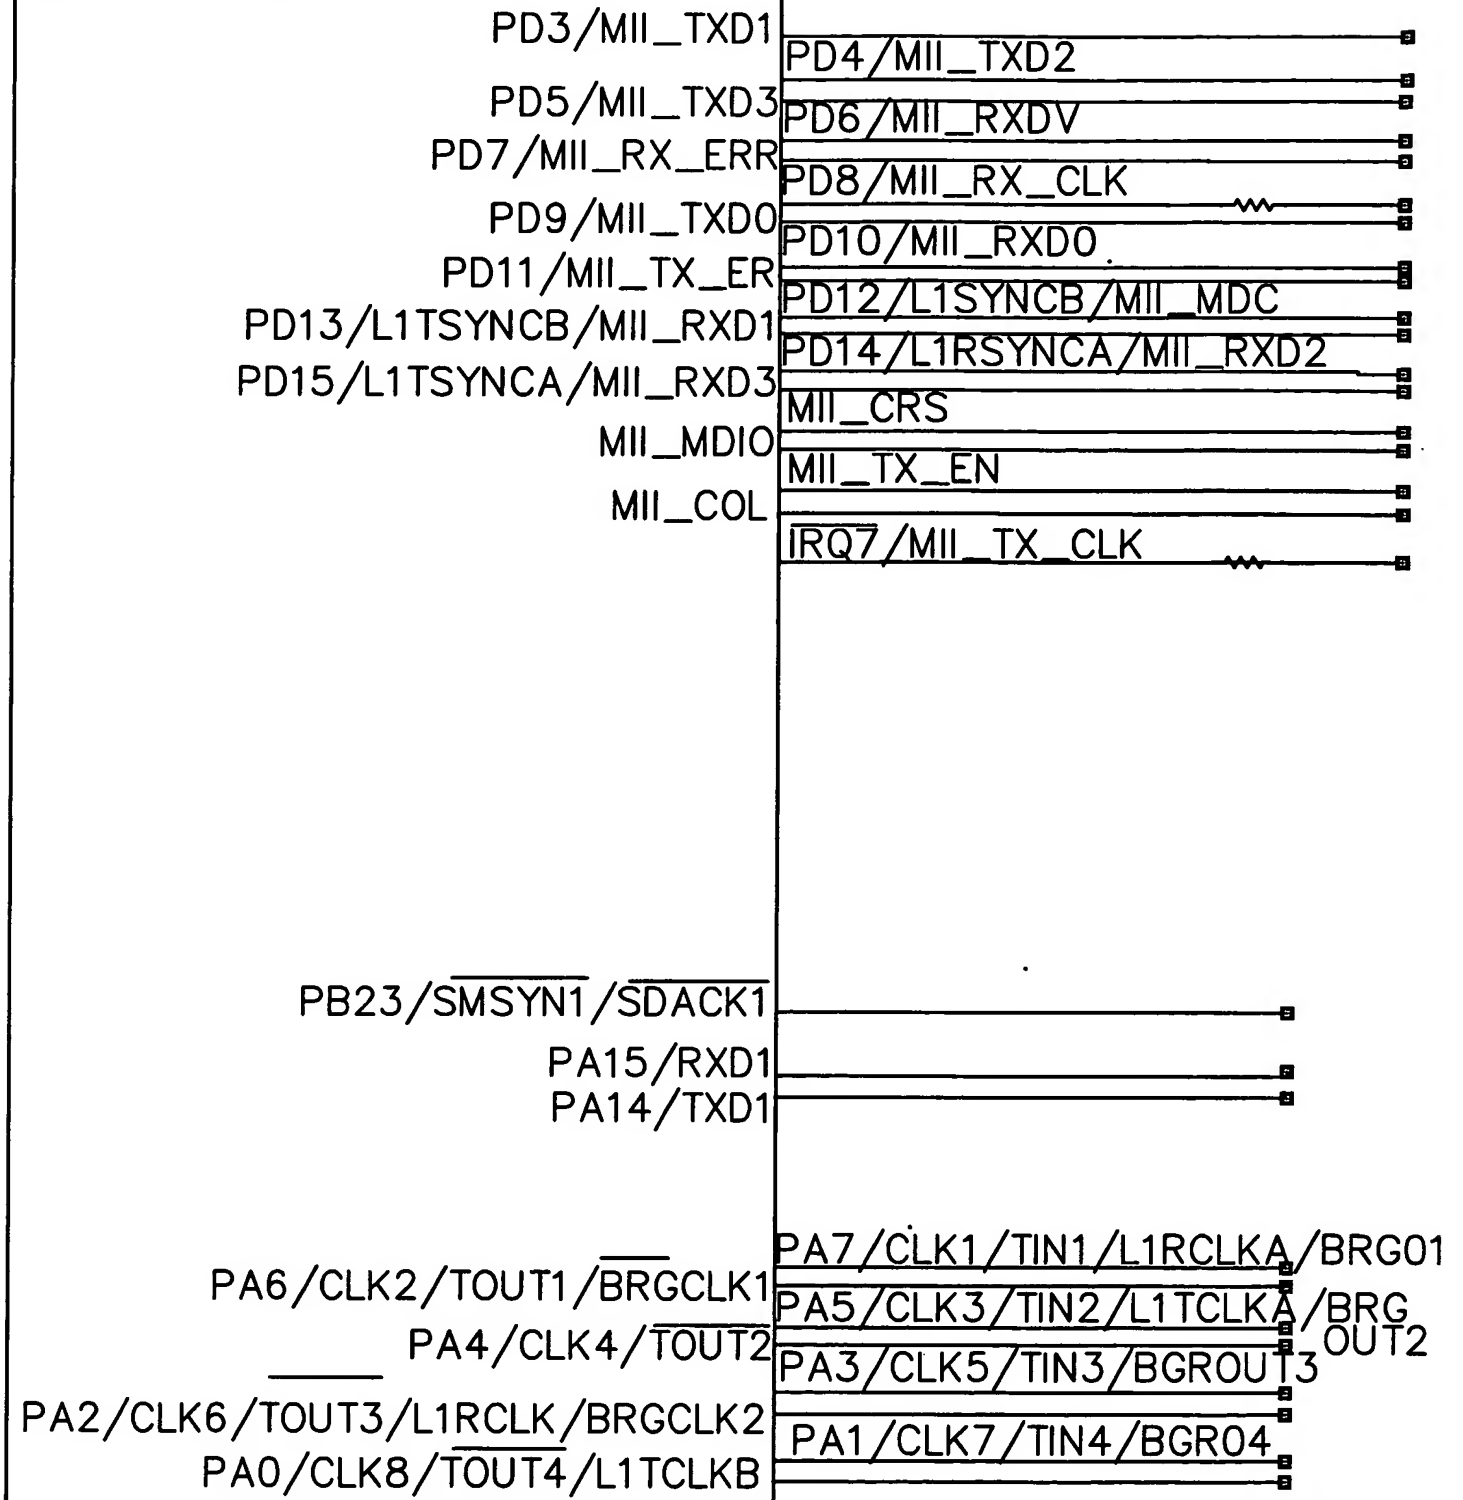 PD3/MII_TXD1
PD4/MII_TXD2
PD5/MII_TXD3
PD6/MII_RXDV
PD7/MII_RX_ERR
PD8/MII_RX_CLK
PD9/MII_TXD0
PD10/MII_RXD0
PD11/MII_TX_ER
PD12/L1SYNCB/MII_MDC
PD13/L1TSYNCB/MII_RXD1
PD14/L1RSYNCA/MII_RXD2
PD15/L1TSYNCA/MII_RXD3
MII_CRS
MII_MDIO
MII_TX_EN
MII_COL
IRQ7/MII_TX_CLK
PB23/SMSYN1/SDACK1
PA15/RXD1
PA14/TXD1
PA7/CLK1/TIN1/L1RCLKA/BRGO1
PA6/CLK2/TOUT1/BRGCLK1
PA5/CLK3/TIN2/L1TCLKA/BRG
OUT2
PA4/CLK4/TOUT2
PA3/CLK5/TIN3/BGROUT3
PA2/CLK6/TOUT3/L1RCLK/BRGCLK2
PA1/CLK7/TIN4/BGRO4
PA0/CLK8/TOUT4/L1TCLKB